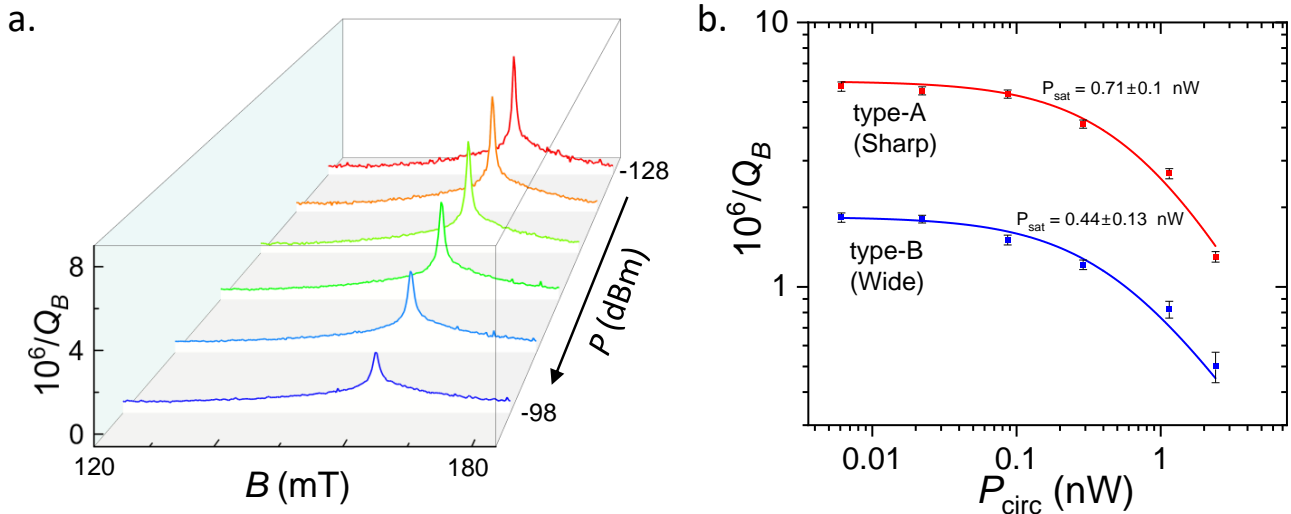 a.
8
4
0
10⁶/Q_B
120
180
B (mT)
-128
P (dBm)
-98
b.
10
1
10⁶/Q_B
P_sat = 0.71±0.1 nW
type-A
(Sharp)
P_sat = 0.44±0.13 nW
type-B
(Wide)
0.01
0.1
1
P_circ (nW)